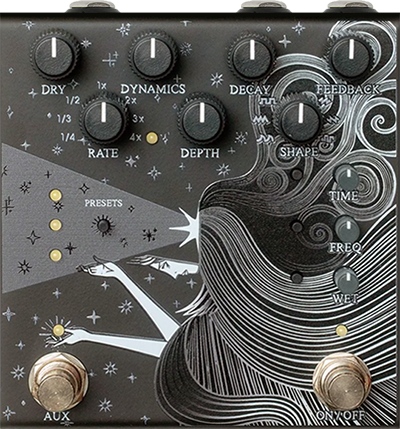 DRY DYNAMICS DECAY FEEDBACK
1x
1/2 2x
1/3 3x
1/4 4x
RATE DEPTH SHAPE
TIME
PRESETS
FREQ
WET
AUX ON/OFF